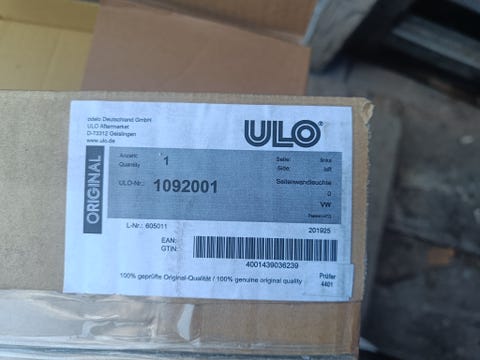 odelo Deutschland GmbH
ULO Aftermarket
D-73312 Geislingen
www.ulo.de
ULO®
ORIGINAL
Anzahl: 1 Seite: links
Quantity Side: left
ULO-Nr.: 1092001 Seitenwandleuchte
0
VW
L-Nr.: 605011 201925
EAN:
GTIN:
4001439036239
100% geprüfte Original-Qualität / 100% genuine original quality
Prüfer
4401